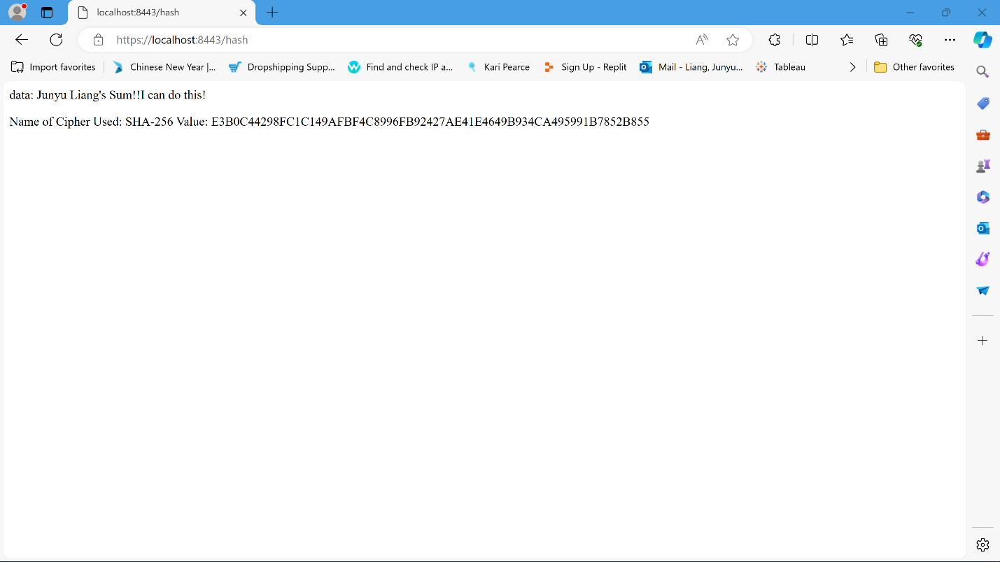 localhost:8443/hash
https://localhost:8443/hash
Import favorites Chinese New Year |... Dropshipping Supp... Find and check IP a... Kari Pearce Sign Up - Replit Mail - Liang, Junyu... Tableau Other favorites
data: Junyu Liang's Sum!!I can do this!
Name of Cipher Used: SHA-256 Value: E3B0C44298FC1C149AFBF4C8996FB92427AE41E4649B934CA495991B7852B855